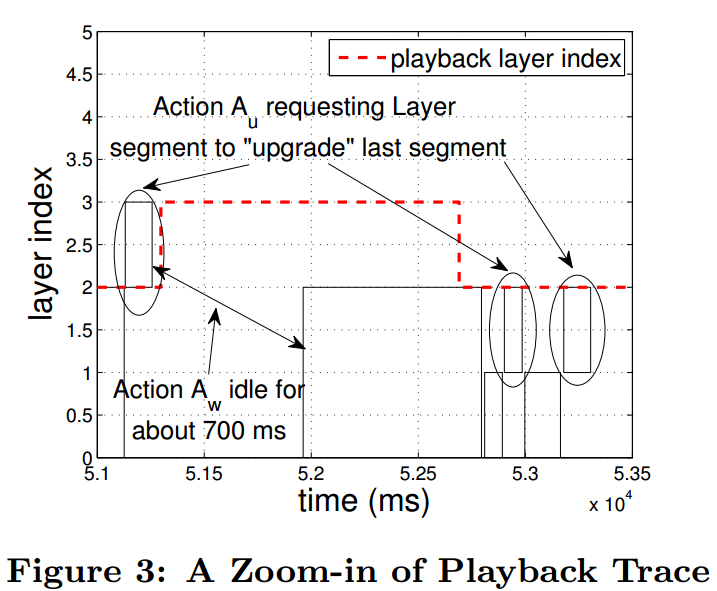 5
4.5
4
3.5
3
2.5
2
1.5
1
0.5
0
layer index
playback layer index
Action A_u requesting Layer
segment to "upgrade" last segment
Action A_w idle for
about 700 ms
5.1 5.15 5.2 5.25 5.3 5.35
time (ms)
x 10^4
Figure 3: A Zoom-in of Playback Trace